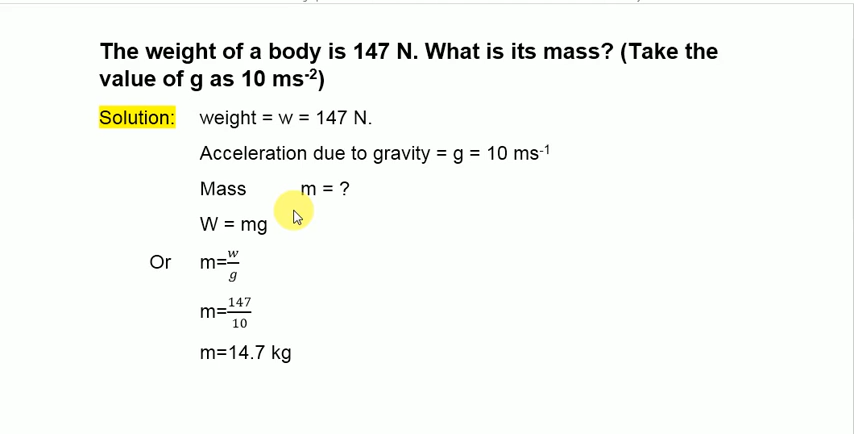 The weight of a body is 147 N. What is its mass? (Take the
value of g as 10 ms⁻²)
Solution: weight = w = 147 N.
Acceleration due to gravity = g = 10 ms⁻¹
Mass m = ?
W = mg
Or m=w/g
m=147/10
m=14.7 kg